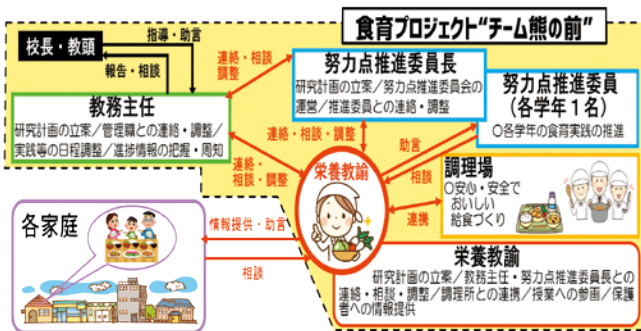 食育プロジェクト“チーム熊の前”
校長・教頭
指導・助言
報告・相談
連絡・相談
調整
教務主任
研究計画の立案/管理職との連絡・調整/
実践等の日程調整/進捗情報の把握・周知
努力点推進委員長
研究計画の立案/努力点推進委員会の
運営/推進委員との連絡・調整
努力点推進委員
(各学年1名)
○各学年の食育実践の推進
連絡・相談・調整
連絡・
相談・調整
助言
相談
栄養教諭
調理場
○安心・安全で
おいしい
給食づくり
連携
各家庭
情報提供・助言
相談
栄養教諭
研究計画の立案/教務主任・努力点推進委員長との
連絡・相談・調整/調理所との連携/授業への参画/保護
者への情報提供